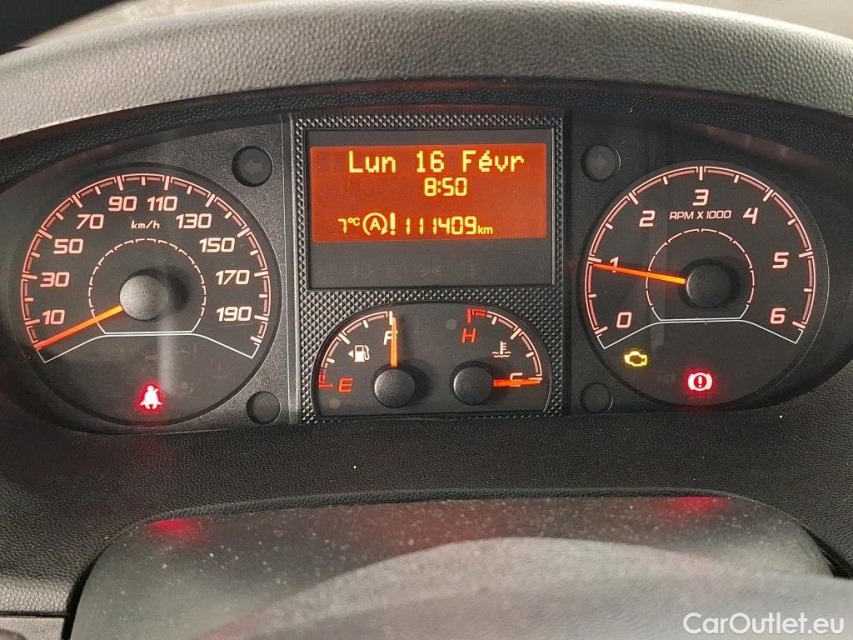 Lun 16 Févr
8:50
7°C (A)! 111409km
10 30 50 70 90 110 130 150 170 190
km/h
0 1 2 3 4 5 6
RPM X 1000
E F
H C
CarOutlet.eu